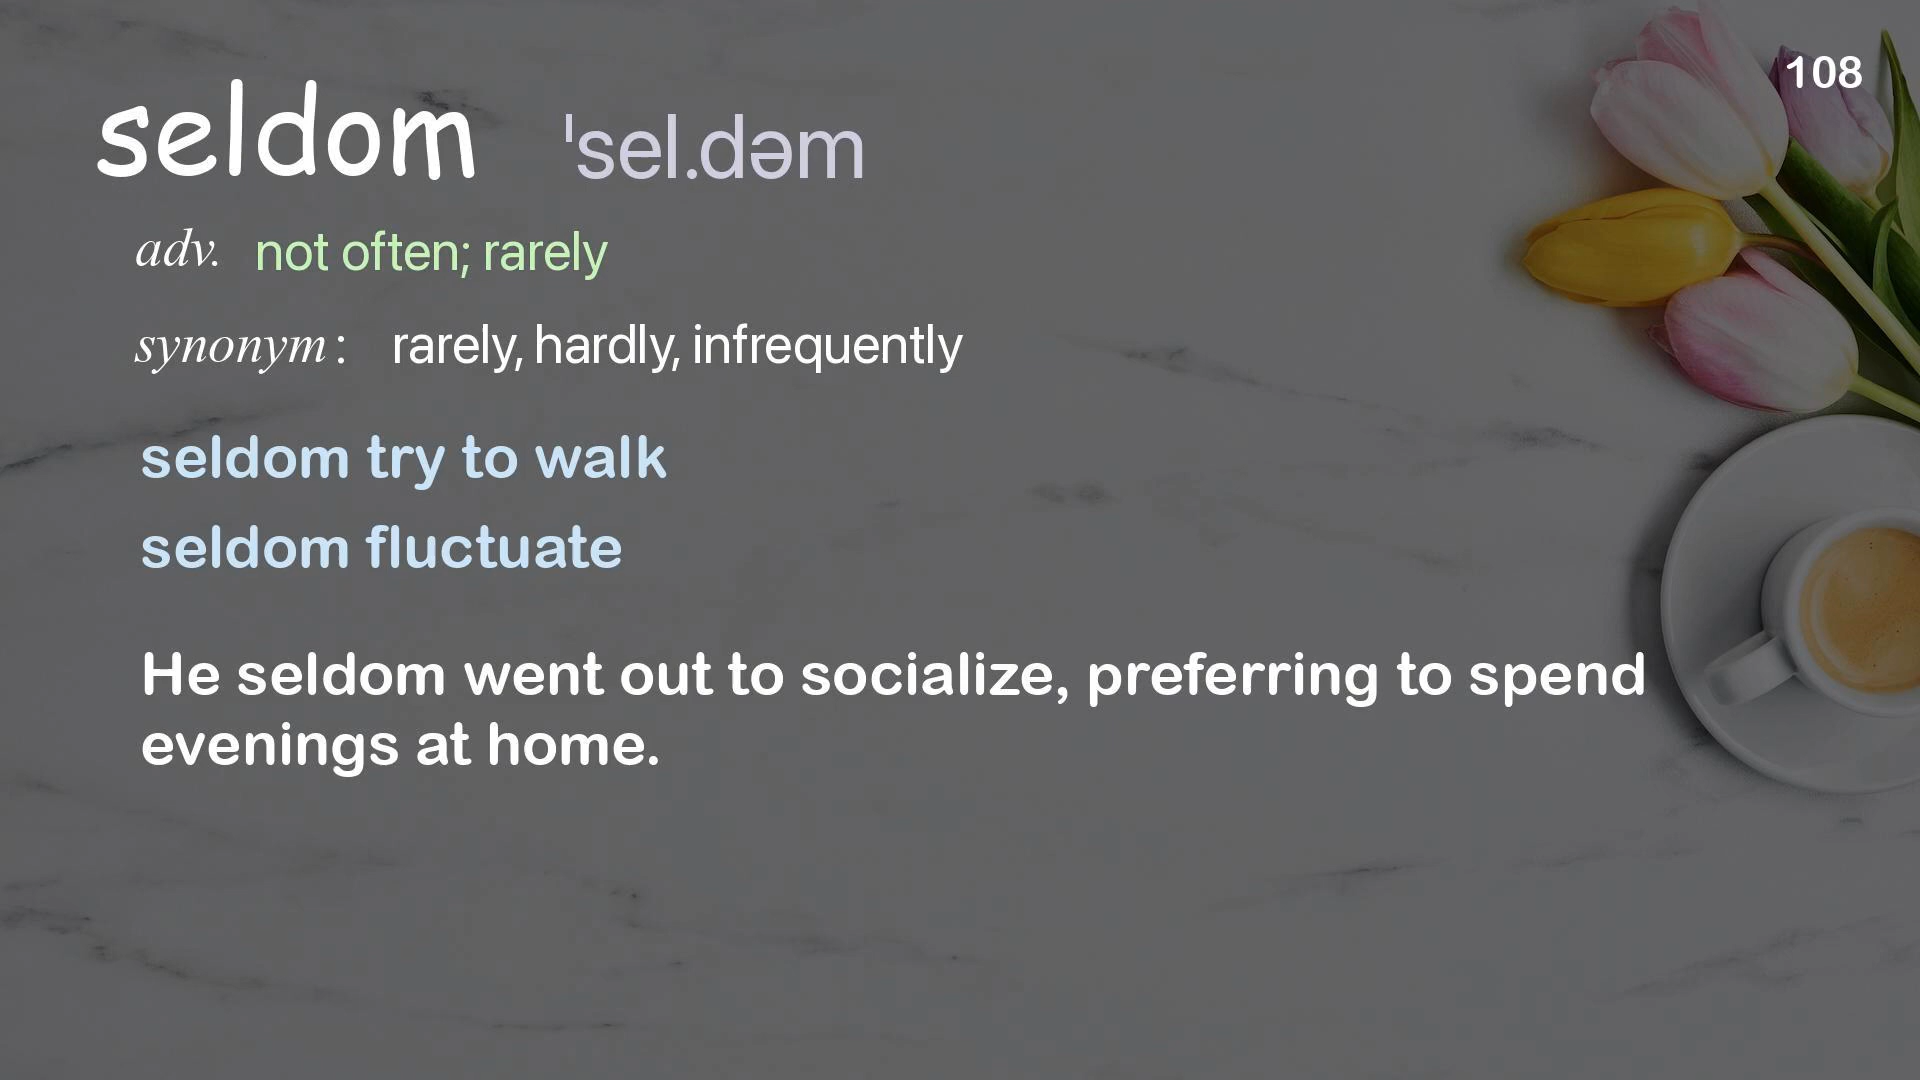 108
seldom ˈsel.dəm
adv. not often; rarely
synonym: rarely, hardly, infrequently
seldom try to walk
seldom fluctuate
He seldom went out to socialize, preferring to spend
evenings at home.